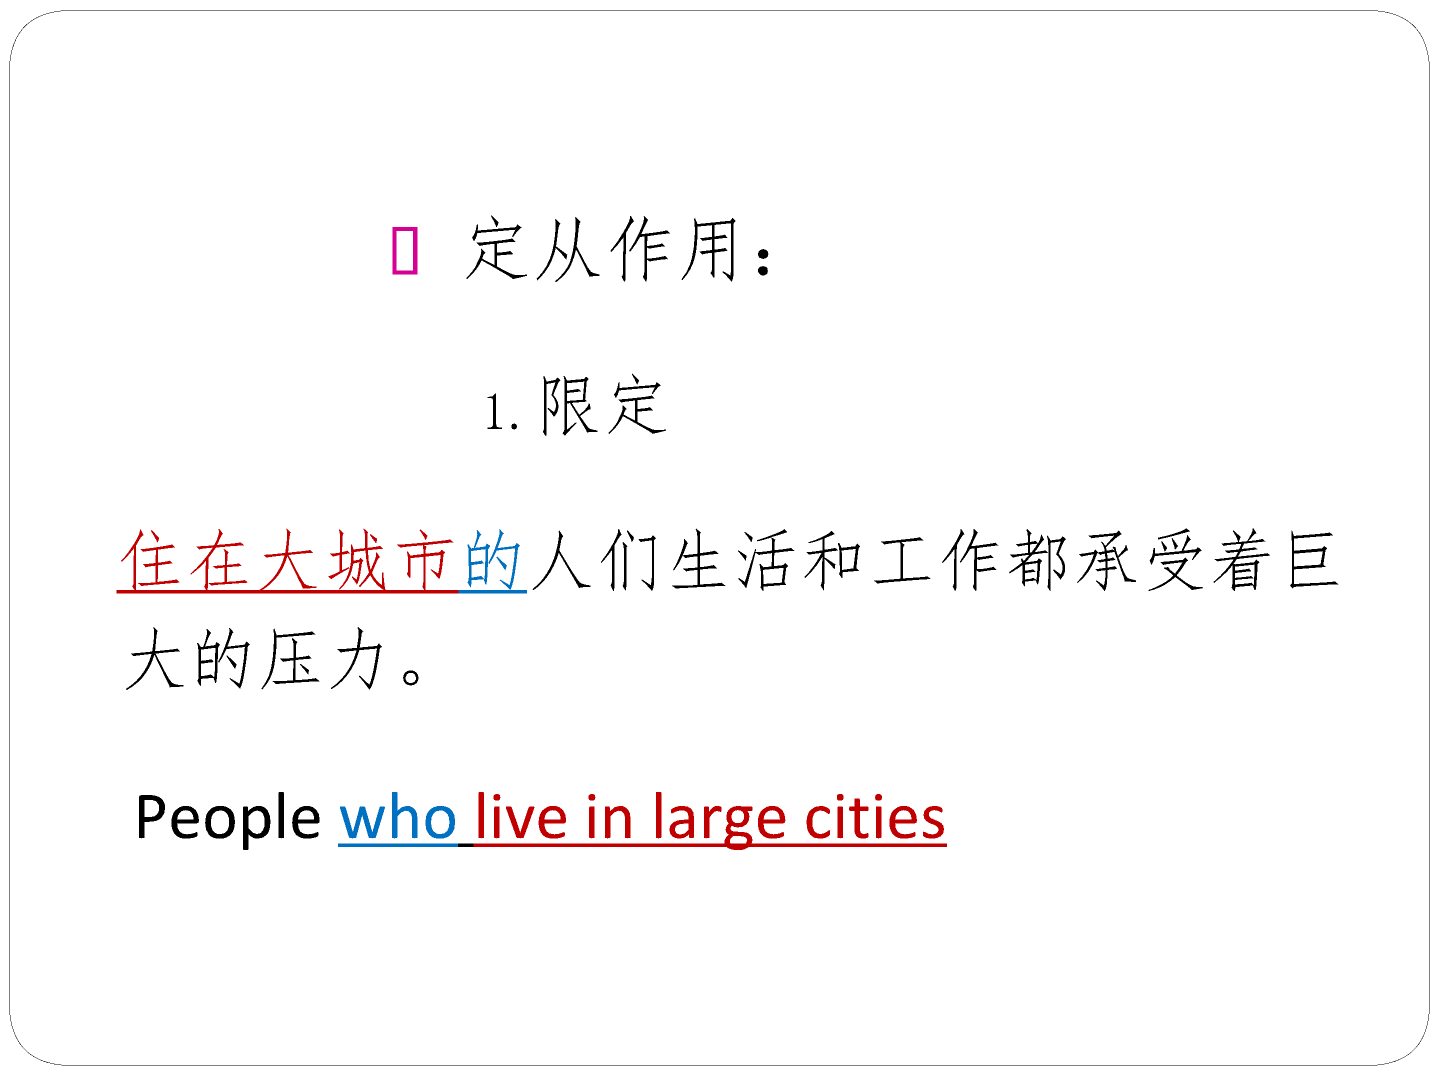 定从作用：
1.限定
住在大城市的人们生活和工作都承受着巨
大的压力。
People who live in large cities